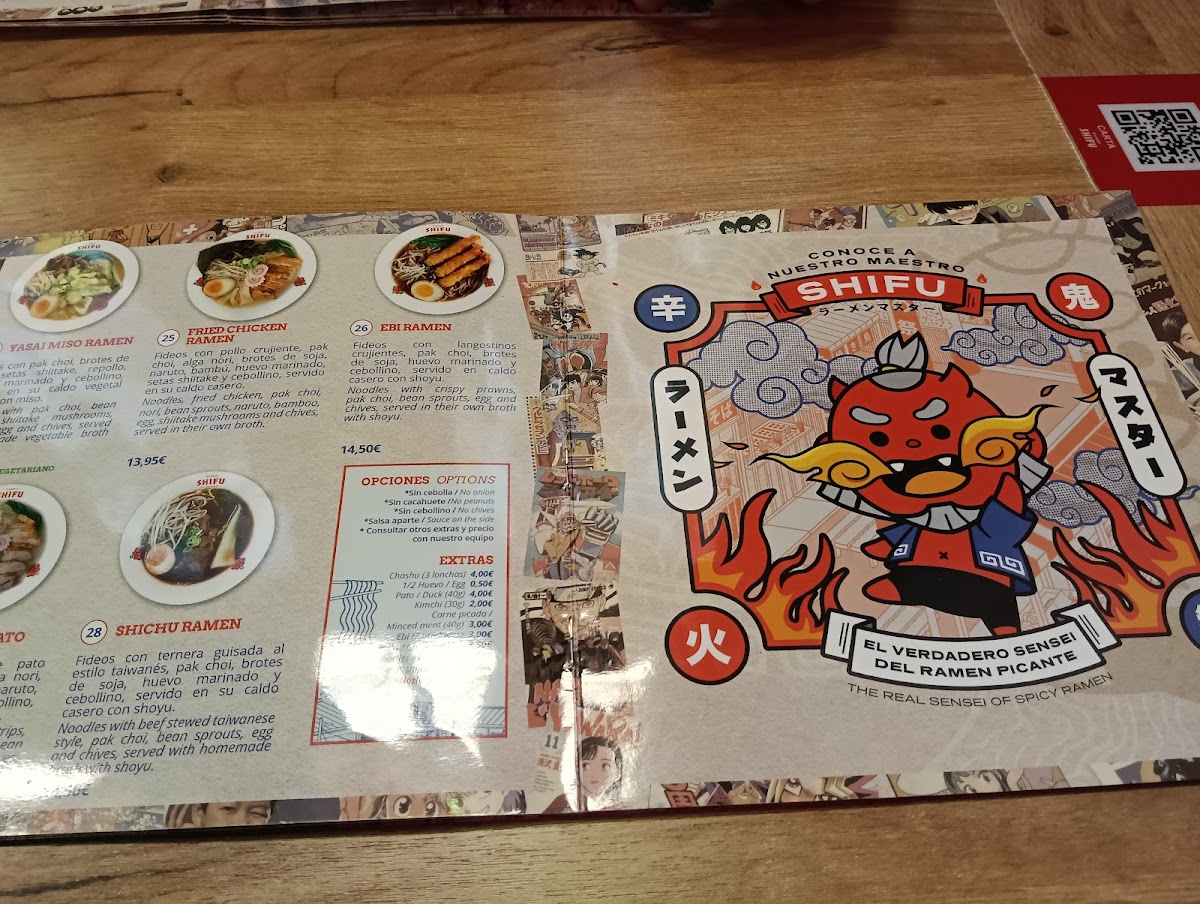 CARTA
SHIFU
SHIFU
SHIFU
SHIFU
YASAI MISO RAMEN
con pak choi, brotes de
setas shiitake, repollo,
marinado y cebollino,
en su caldo vegetal
con miso.
with pak choi, bean
shiitake mushrooms,
egg and chives, served
vegetable broth
25 FRIED CHICKEN
RAMEN
Fideos con pollo crujiente, pak
choi, alga nori, brotes de soja,
naruto, bambú, huevo marinado,
setas shiitake y cebollino, servido
en su caldo casero.
Noodles, fried chicken, pak choi,
nori, bean sprouts, naruto, bamboo,
egg, shiitake mushrooms and chives,
served in their own broth.
13,95€
26 EBI RAMEN
Fideos con langostinos
crujientes, pak choi, brotes
de soja, huevo marinado y
cebollino, servido en caldo
casero con shoyu.
Noodles with crispy prawns,
pak choi, bean sprouts, egg and
chives, served in their own broth
with shoyu.
14,50€
VEGETARIANO
SHIFU
SHIFU
pato
nori,
28 SHICHU RAMEN
Fideos con ternera guisada al
estilo taiwanés, pak choi, brotes
de soja, huevo marinado y
cebollino, servido en su caldo
casero con shoyu.
Noodles with beef stewed taiwanese
style, pak choi, bean sprouts, egg
and chives, served with homemade
broth with shoyu.
OPCIONES OPTIONS
*Sin cebolla / No onion
*Sin cacahuete / No peanuts
*Sin cebollino / No chives
*Salsa aparte / Sauce on the side
* Consultar otros extras y precio
con nuestro equipo
EXTRAS
Chashu (3 lonchas) 4,00€
1/2 Huevo / Egg 0,50€
Pato / Duck (40g) 4,00€
Kimchi (30g) 2,00€
Carne picada /
Minced ment (40g) 3,00€
CONOCE A
NUESTRO MAESTRO
SHIFU
ラーメンマスター
辛
鬼
ラーメン
マスター
火
EL VERDADERO SENSEI
DEL RAMEN PICANTE
THE REAL SENSEI OF SPICY RAMEN